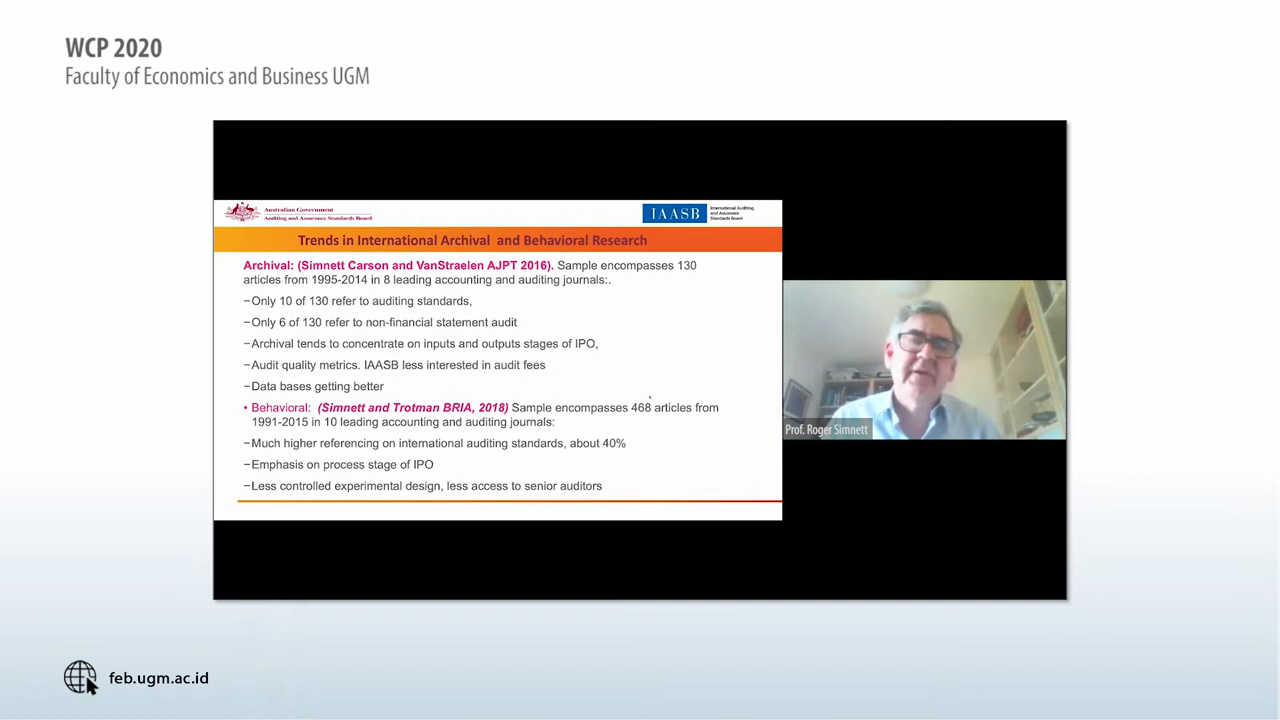 WCP 2020
Faculty of Economics and Business UGM
Australian Government
Auditing and Assurance Standards Board
IAASB
International Auditing
and Assurance
Standards Board
Trends in International Archival and Behavioral Research
Archival: (Simnett Carson and VanStraelen AJPT 2016). Sample encompasses 130
articles from 1995-2014 in 8 leading accounting and auditing journals:.
−Only 10 of 130 refer to auditing standards,
−Only 6 of 130 refer to non-financial statement audit
−Archival tends to concentrate on inputs and outputs stages of IPO,
−Audit quality metrics. IAASB less interested in audit fees
−Data bases getting better
• Behavioral: (Simnett and Trotman BRIA, 2018) Sample encompasses 468 articles from
1991-2015 in 10 leading accounting and auditing journals:
−Much higher referencing on international auditing standards, about 40%
−Emphasis on process stage of IPO
−Less controlled experimental design, less access to senior auditors
Prof. Roger Simnett
feb.ugm.ac.id